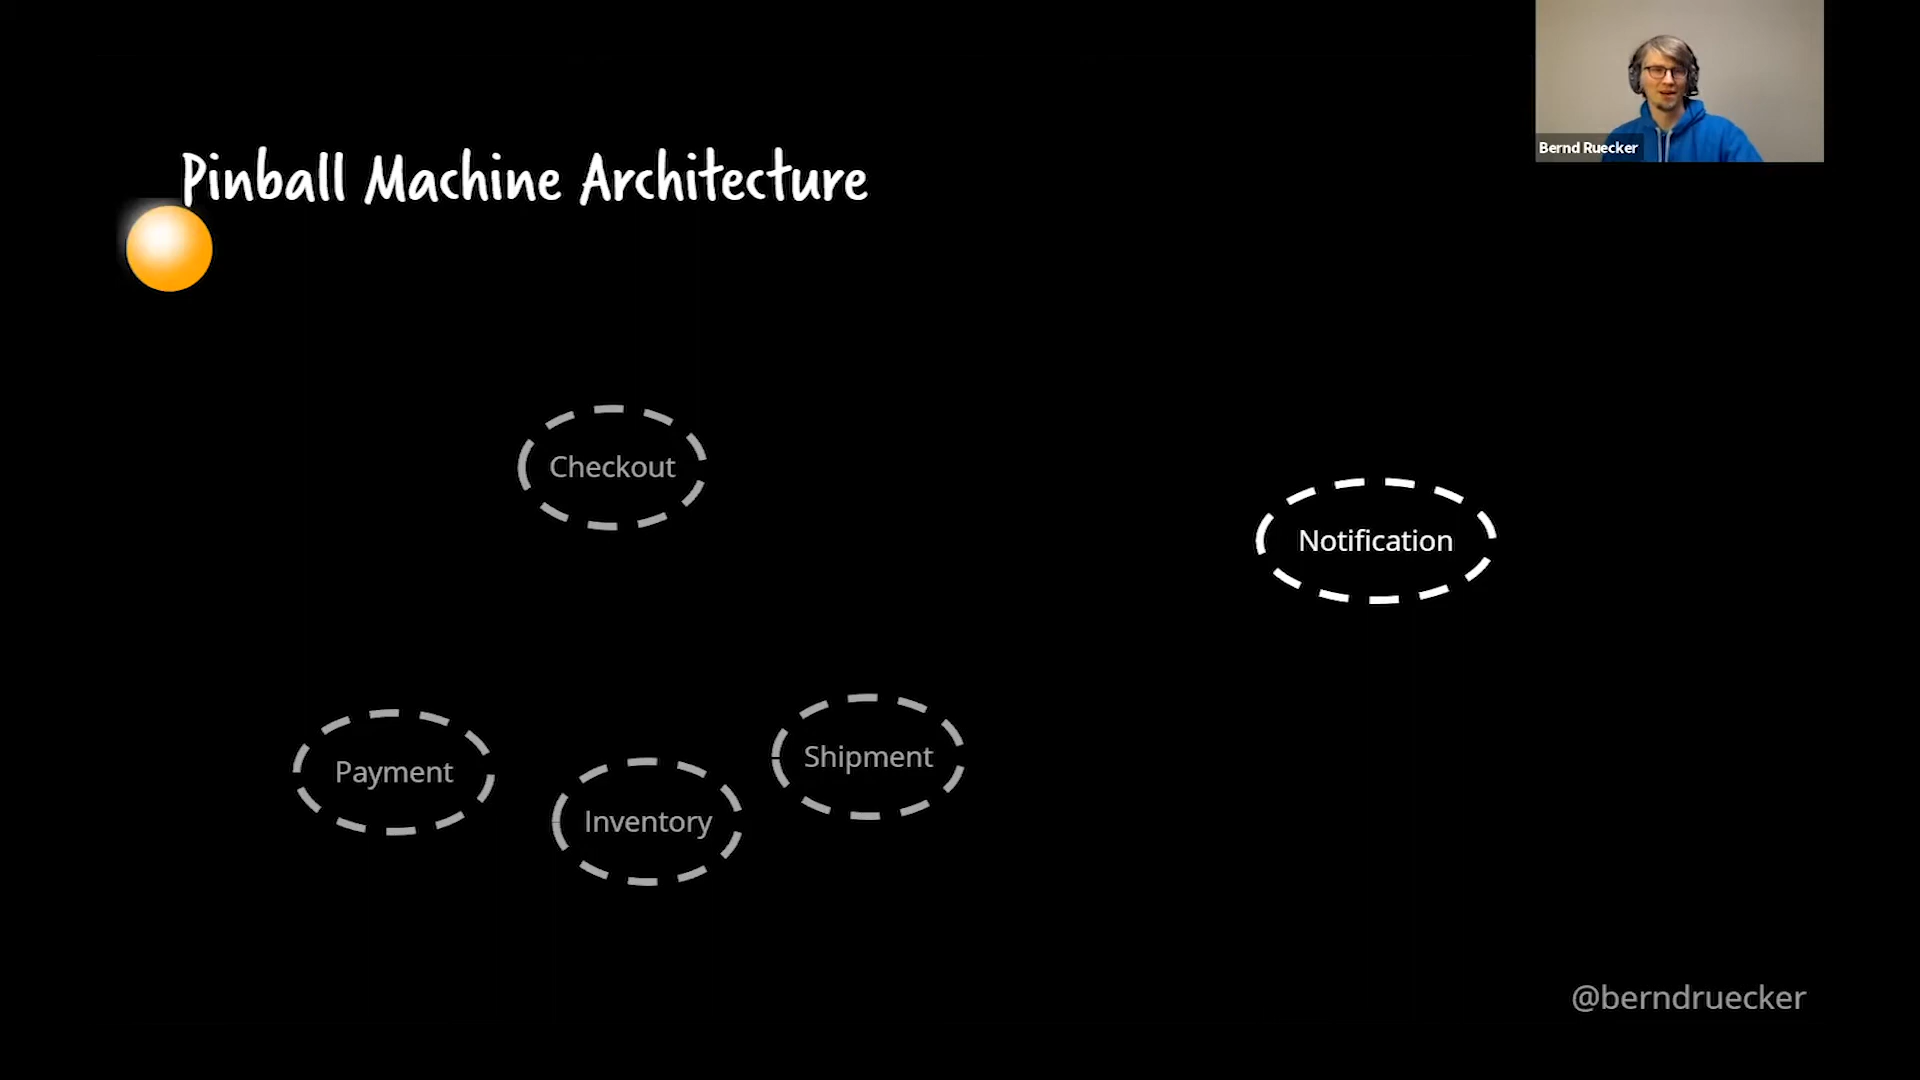 Bernd Ruecker
Pinball Machine Architecture
Checkout
Notification
Payment
Inventory
Shipment
@berndruecker